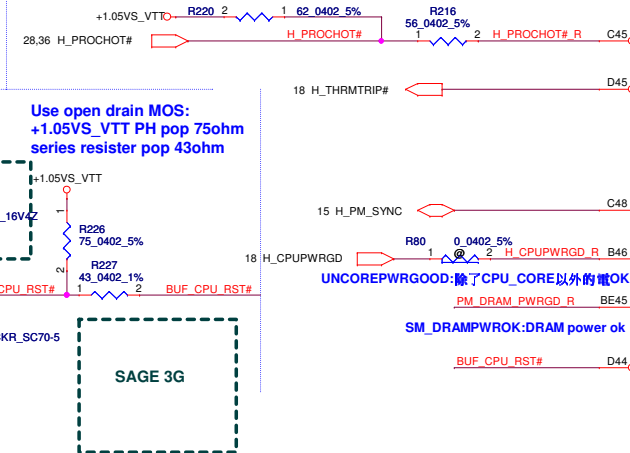 +1.05VS_VTT
R220 2 1 62_0402_5%
28,36 H_PROCHOT#
H_PROCHOT#
R216
56_0402_5%
1 2 H_PROCHOT#_R C45
18 H_THRMTRIP# D45
Use open drain MOS:
+1.05VS_VTT PH pop 75ohm
series resister pop 43ohm
+1.05VS_VTT
_16V4Z
1
R226
75_0402_5%
2
R227
43_0402_1%
CPU_RST# 1 2 BUF_CPU_RST#
KR_SC70-5
SAGE 3G
15 H_PM_SYNC C48
R80 0_0402_5%
18 H_CPUPWRGD 1 @ 2 H_CPUPWRGD_R B46
UNCOREPWRGOOD:除了CPU_CORE以外的電OK
PM_DRAM_PWRGD_R BE45
SM_DRAMPWROK:DRAM power ok
BUF_CPU_RST# D44